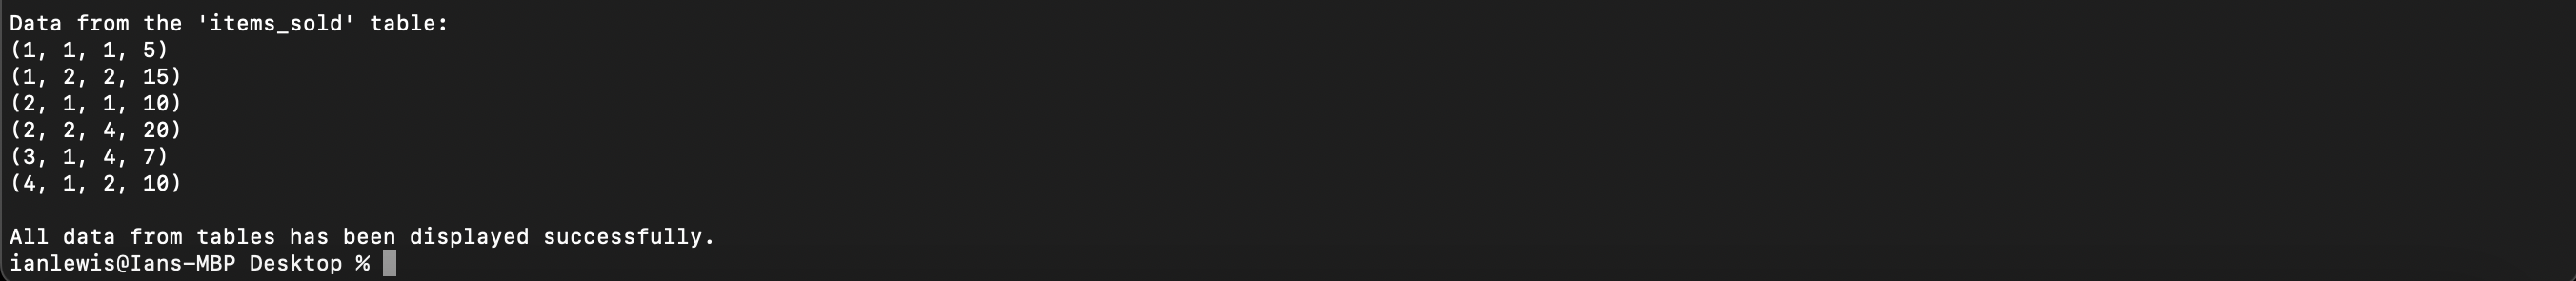 Data from the 'items_sold' table:
(1, 1, 1, 5)
(1, 2, 2, 15)
(2, 1, 1, 10)
(2, 2, 4, 20)
(3, 1, 4, 7)
(4, 1, 2, 10)
All data from tables has been displayed successfully.
ianlewis@Ians-MBP Desktop %